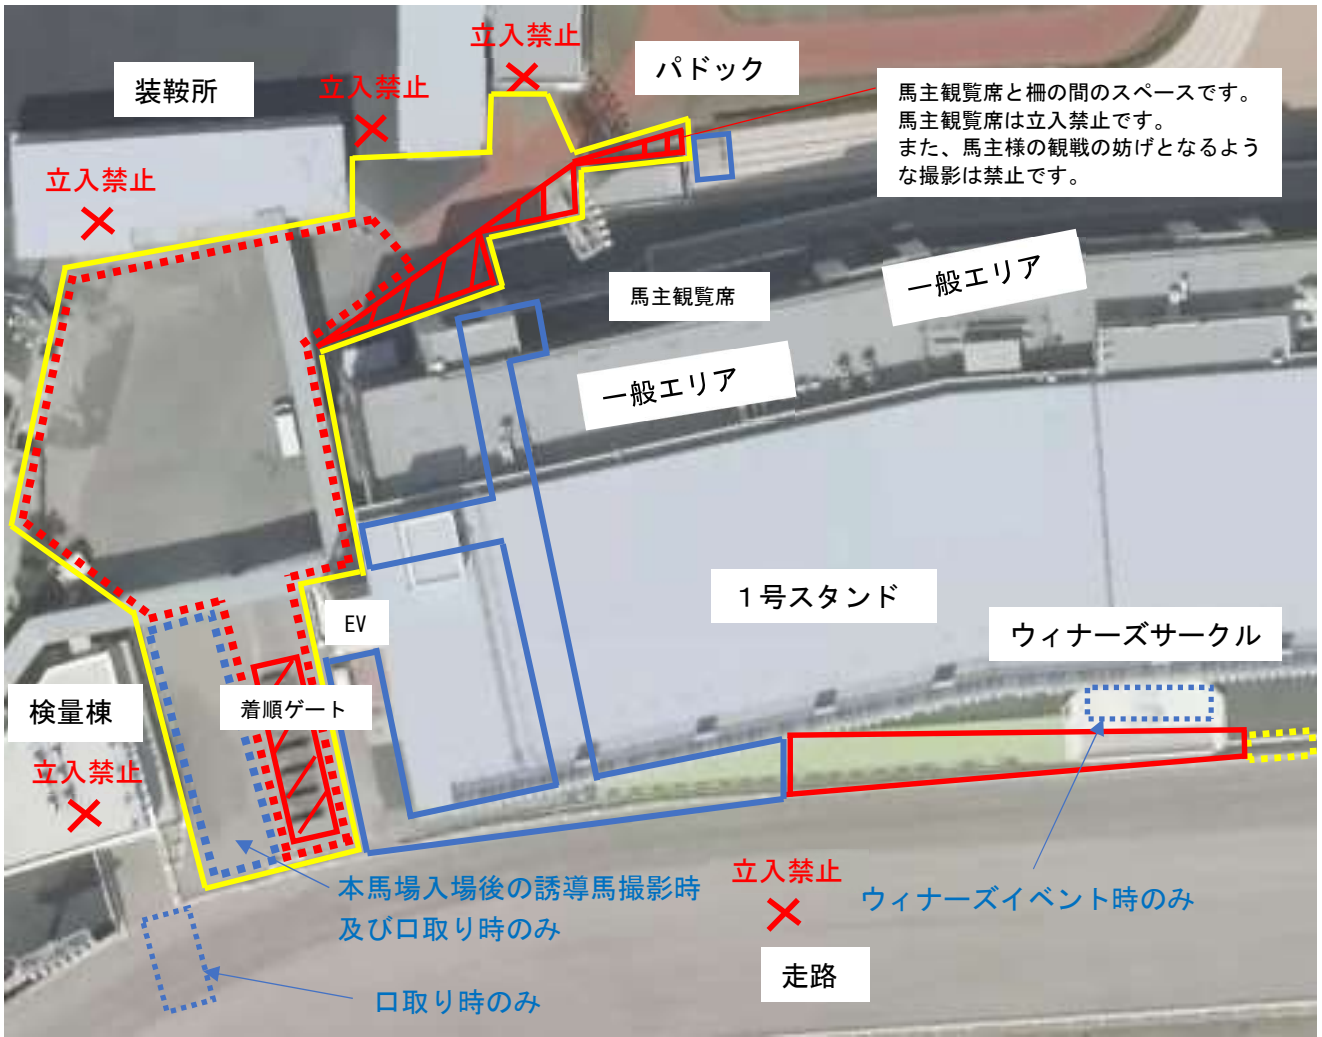 立入禁止
パドック
装鞍所
立入禁止
馬主観覧席と柵の間のスペースです。
馬主観覧席は立入禁止です。
また、馬主様の観戦の妨げとなるよう
な撮影は禁止です。
立入禁止
一般エリア
馬主観覧席
一般エリア
1号スタンド
EV
ウィナーズサークル
検量棟
着順ゲート
立入禁止
本馬場入場後の誘導馬撮影時
及び口取り時のみ
立入禁止
ウィナーズイベント時のみ
走路
口取り時のみ